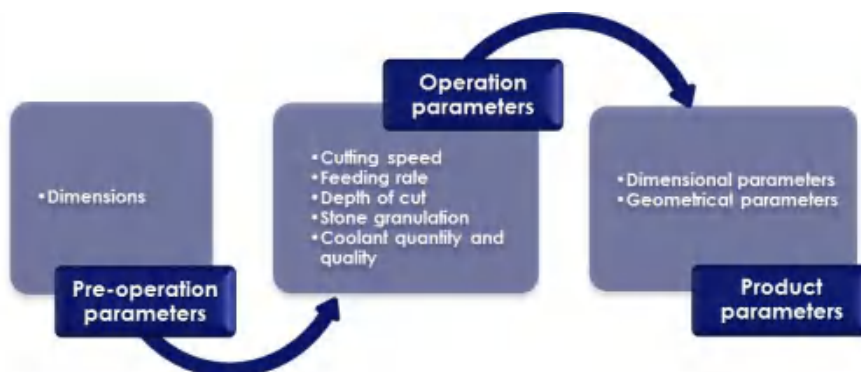 •Dimensions
Pre-operation
parameters
Operation
parameters
•Cutting speed
•Feeding rate
•Depth of cut
•Stone granulation
•Coolant quantity and
quality
•Dimensional parameters
•Geometrical parameters
Product
parameters